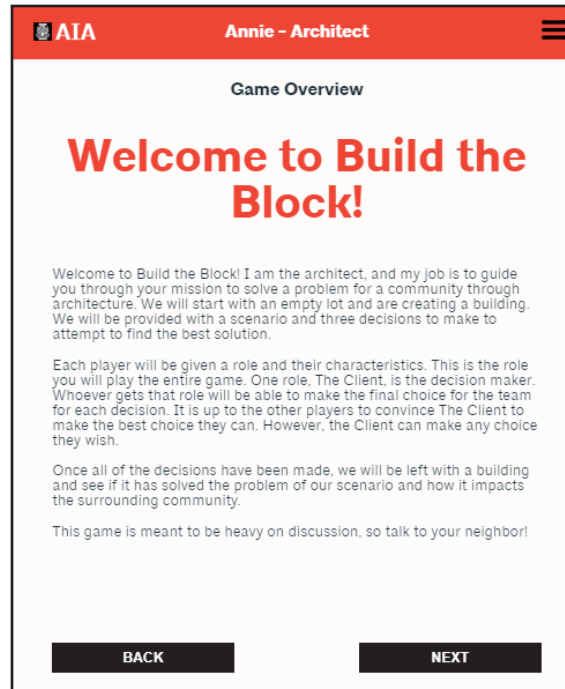 AIA
Annie – Architect
Game Overview
Welcome to Build the
Block!
Welcome to Build the Block! I am the architect, and my job is to guide
you through your mission to solve a problem for a community through
architecture. We will start with an empty lot and are creating a building.
We will be provided with a scenario and three decisions to make to
attempt to find the best solution.
Each player will be given a role and their characteristics. This is the role
you will play the entire game. One role, The Client, is the decision maker.
Whoever gets that role will be able to make the final choice for the team
for each decision. It is up to the other players to convince The Client to
make the best choice they can. However, the Client can make any choice
they wish.
Once all of the decisions have been made, we will be left with a building
and see if it has solved the problem of our scenario and how it impacts
the surrounding community.
This game is meant to be heavy on discussion, so talk to your neighbor!
BACK
NEXT